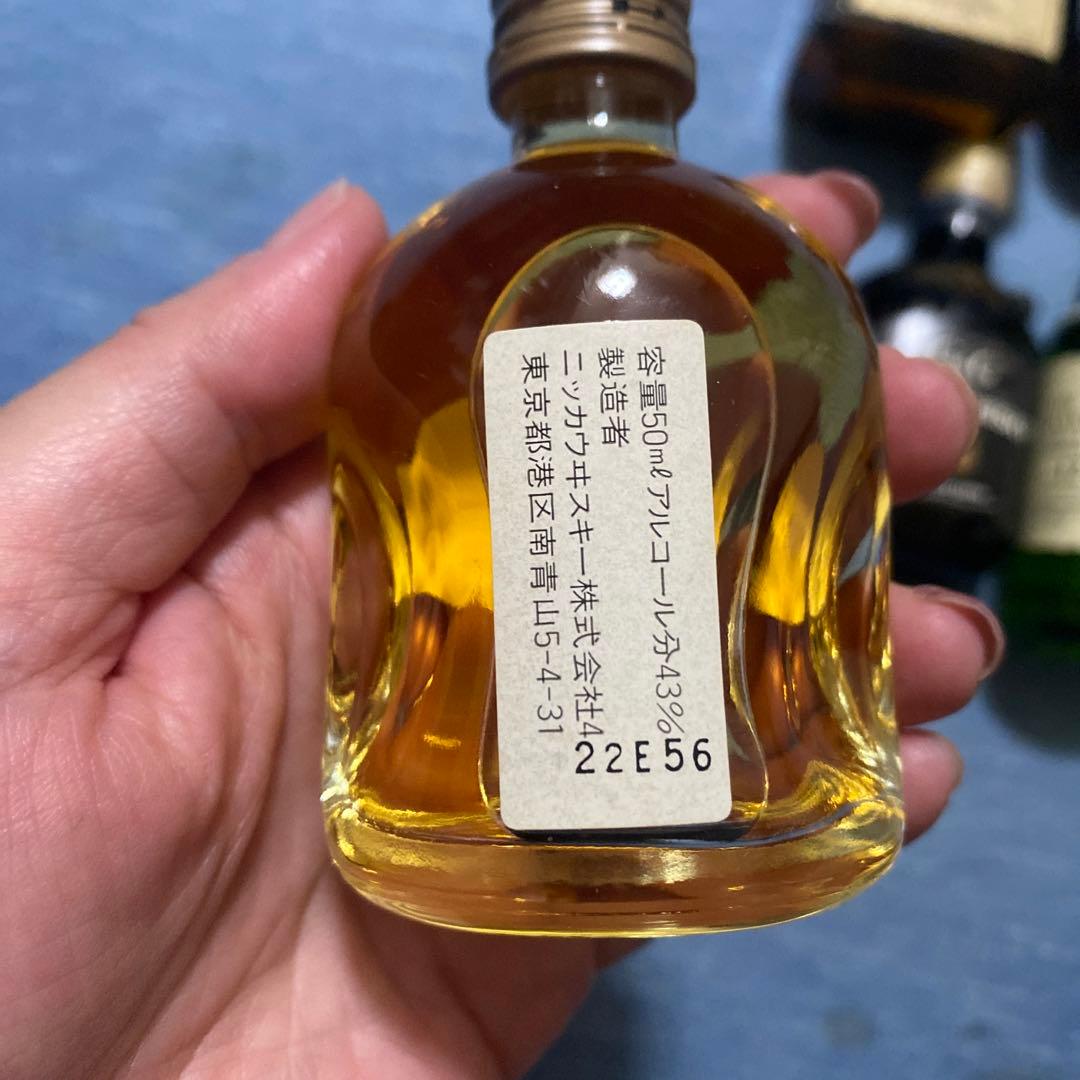 容量50mlアルコール分43%
製造者
ニッカウヰスキー株式会社4
東京都港区南青山5-4-31
22E56